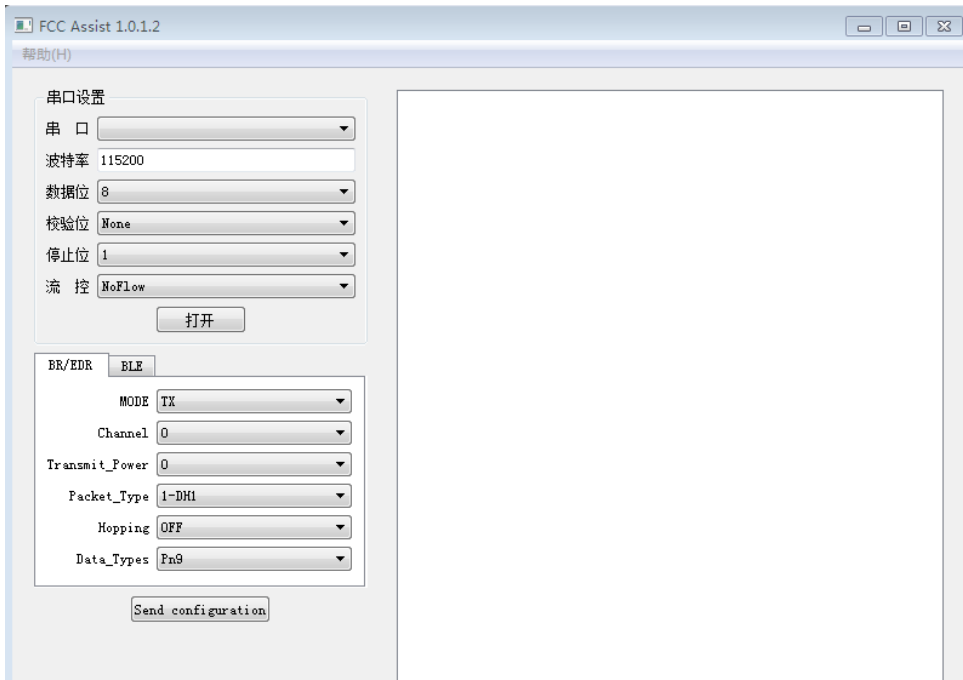 FCC Assist 1.0.1.2
帮助(H)
串口设置
串 口
波特率 115200
数据位 8
校验位 None
停止位 1
流 控 NoFlow
打开
BR/EDR BLE
MODE TX
Channel 0
Transmit_Power 0
Packet_Type 1-DH1
Hopping OFF
Data_Types Pn9
Send configuration